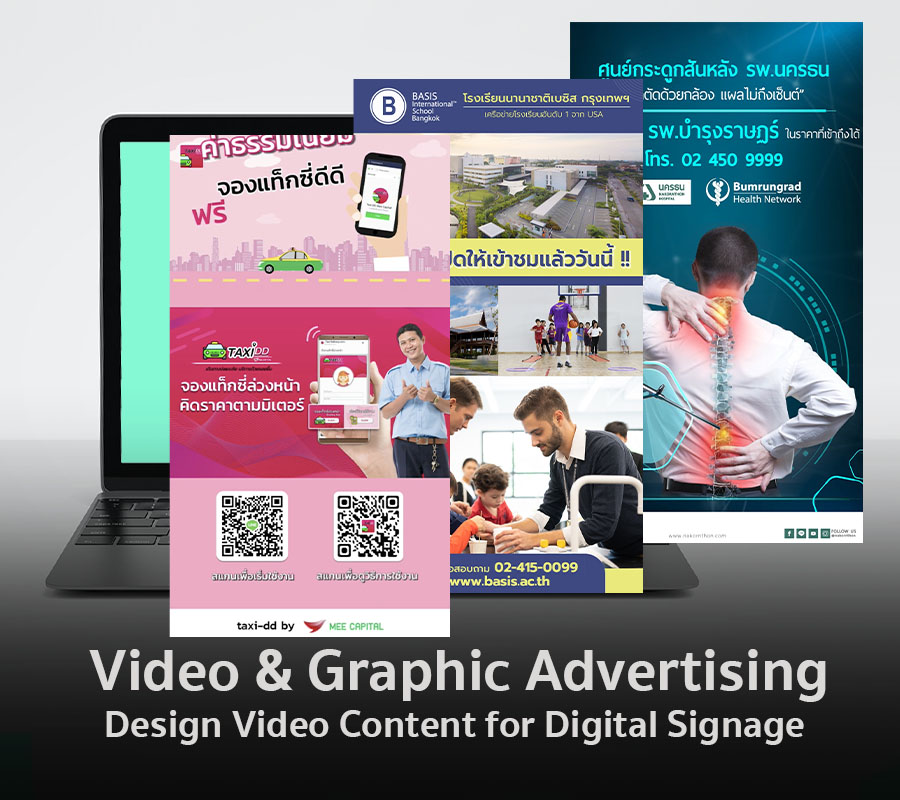 ค่าธรรมเนียม
จองแท็กซี่ดีดี
ฟรี
TAXIDD
จองแท็กซี่ล่วงหน้า
คิดราคาตามมิเตอร์
สแกนเพื่อเริ่มใช้งาน
สแกนเพื่อดูวิธีการใช้งาน
taxi-dd by MEE CAPITAL
B
BASIS
International™
School
Bangkok
โรงเรียนนานาชาติเบซิส กรุงเทพฯ
เครือข่ายโรงเรียนอันดับ 1 จาก USA
ให้เข้าชมแล้ววันนี้ !!
02-415-0099
www.basis.ac.th
ศูนย์กระดูกสันหลัง รพ.นครธน
ด้วยกล้อง แผลไม่ถึงเซ็นต์”
รพ.บำรุงราษฎร์ ในราคาที่เข้าถึงได้
โทร. 02 450 9999
นครธน
Bumrungrad
Health Network
www.nakornthon.com
FOLLOW US
Video & Graphic Advertising
Design Video Content for Digital Signage